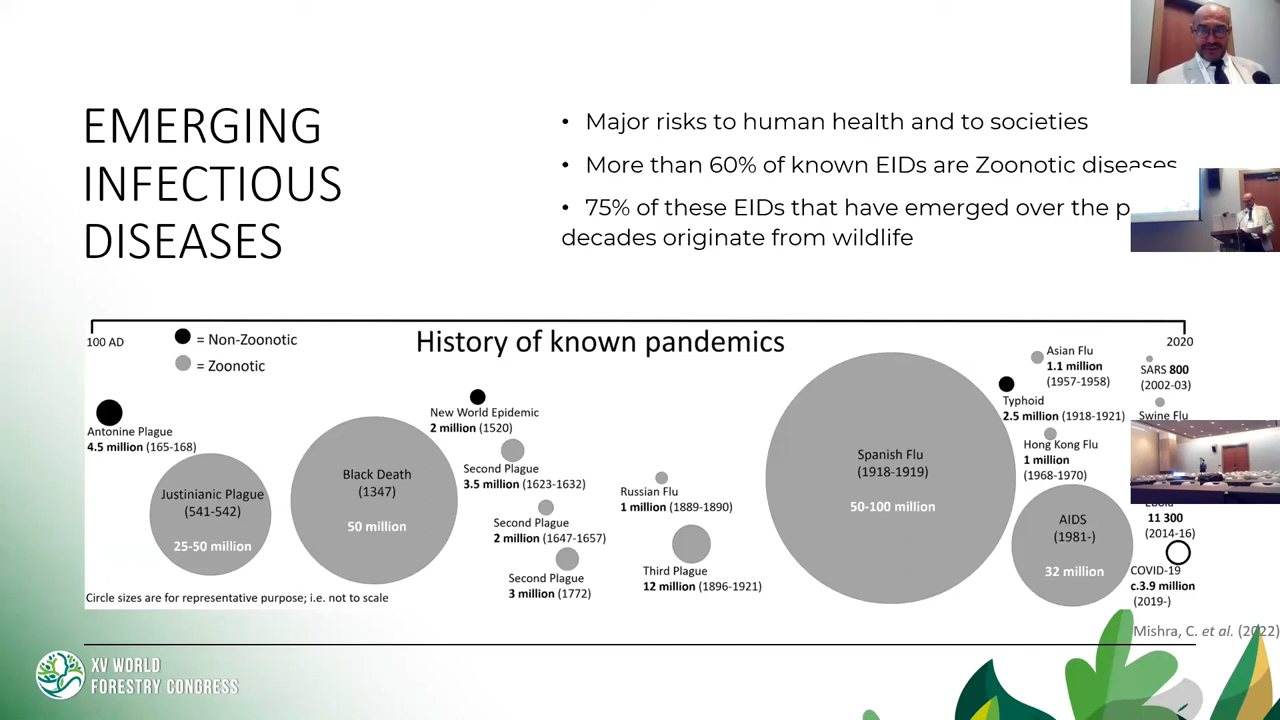 EMERGING
INFECTIOUS
DISEASES
• Major risks to human health and to societies
• More than 60% of known EIDs are Zoonotic diseases
• 75% of these EIDs that have emerged over the
decades originate from wildlife
100 AD
2020
History of known pandemics
= Non-Zoonotic
= Zoonotic
Antonine Plague
4.5 million (165-168)
Justinianic Plague
(541-542)
25-50 million
Black Death
(1347)
50 million
New World Epidemic
2 million (1520)
Second Plague
3.5 million (1623-1632)
Second Plague
2 million (1647-1657)
Second Plague
3 million (1772)
Russian Flu
1 million (1889-1890)
Third Plague
12 million (1896-1921)
Spanish Flu
(1918-1919)
50-100 million
Asian Flu
1.1 million
(1957-1958)
Typhoid
2.5 million (1918-1921)
Hong Kong Flu
1 million
(1968-1970)
AIDS
(1981-)
32 million
SARS 800
(2002-03)
Swine Flu
Ebola
11 300
(2014-16)
COVID-19
c.3.9 million
(2019-)
Circle sizes are for representative purpose; i.e. not to scale
Mishra, C. et al. (2022)
XV WORLD
FORESTRY CONGRESS